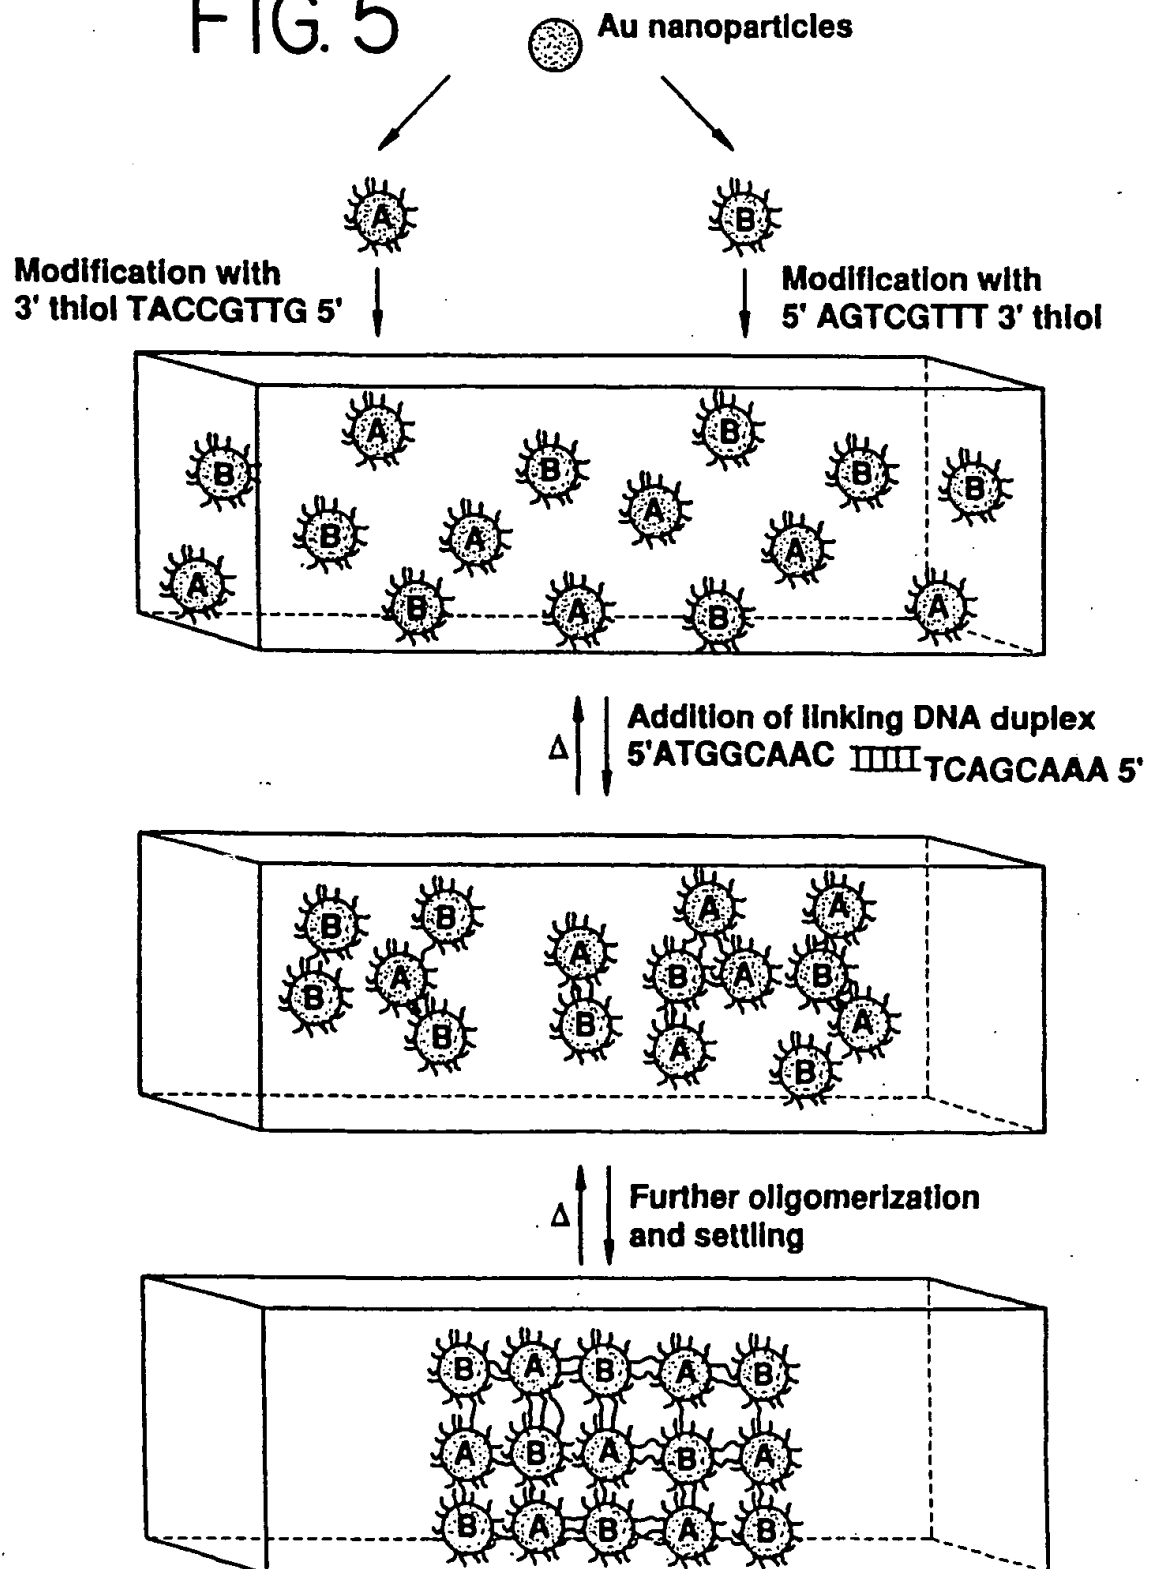 FIG. 5
Au nanoparticles
A
B
Modification with
3' thiol TACCGTTG 5'
Modification with
5' AGTCGTTT 3' thiol
A
B
B
B
B
B
A
B
A
A
A
B
A
B
A
Addition of linking DNA duplex
Δ
5'ATGGCAAC
TCAGCAAA 5'
B
B
A
A
A
B
A
B
A
B
B
B
A
A
B
Further oligomerization
Δ
and settling
B A B A B
A B A B A
B A B A B